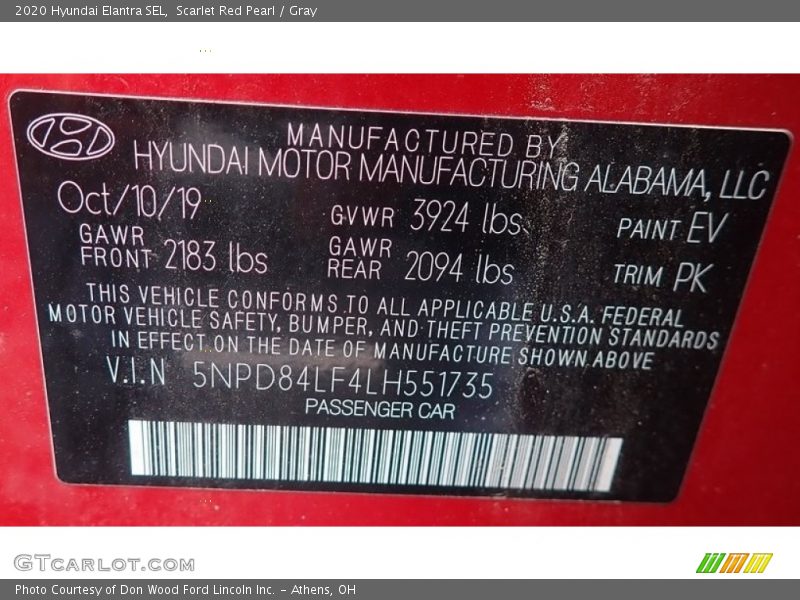 2020 Hyundai Elantra SEL, Scarlet Red Pearl / Gray
MANUFACTURED BY
HYUNDAI MOTOR MANUFACTURING ALABAMA, LLC
Oct/10/19 GVWR 3924 lbs PAINT EV
GAWR FRONT 2183 lbs GAWR REAR 2094 lbs TRIM PK
THIS VEHICLE CONFORMS TO ALL APPLICABLE U.S.A. FEDERAL
MOTOR VEHICLE SAFETY, BUMPER, AND THEFT PREVENTION STANDARDS
IN EFFECT ON THE DATE OF MANUFACTURE SHOWN ABOVE
V.I.N 5NPD84LF4LH551735
PASSENGER CAR
GTCARLOT.COM
Photo Courtesy of Don Wood Ford Lincoln Inc. - Athens, OH